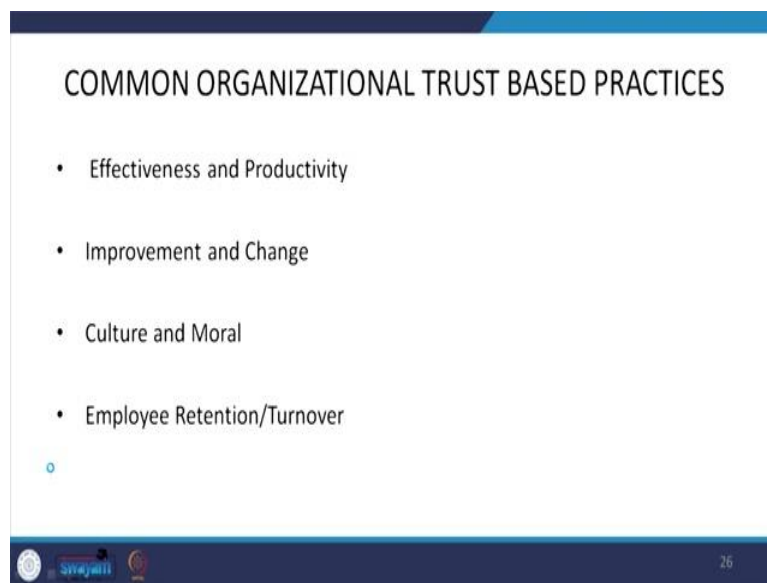 COMMON ORGANIZATIONAL TRUST BASED PRACTICES
• Effectiveness and Productivity
• Improvement and Change
• Culture and Moral
• Employee Retention/Turnover
swayam
26